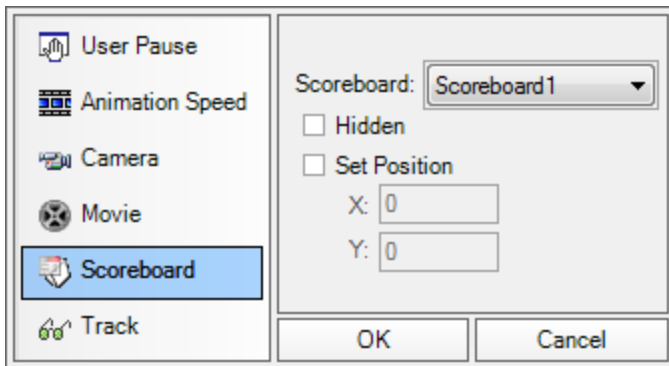 User Pause
Animation Speed
Camera
Movie
Scoreboard
Track
Scoreboard: Scoreboard1
Hidden
Set Position
X: 0
Y: 0
OK Cancel